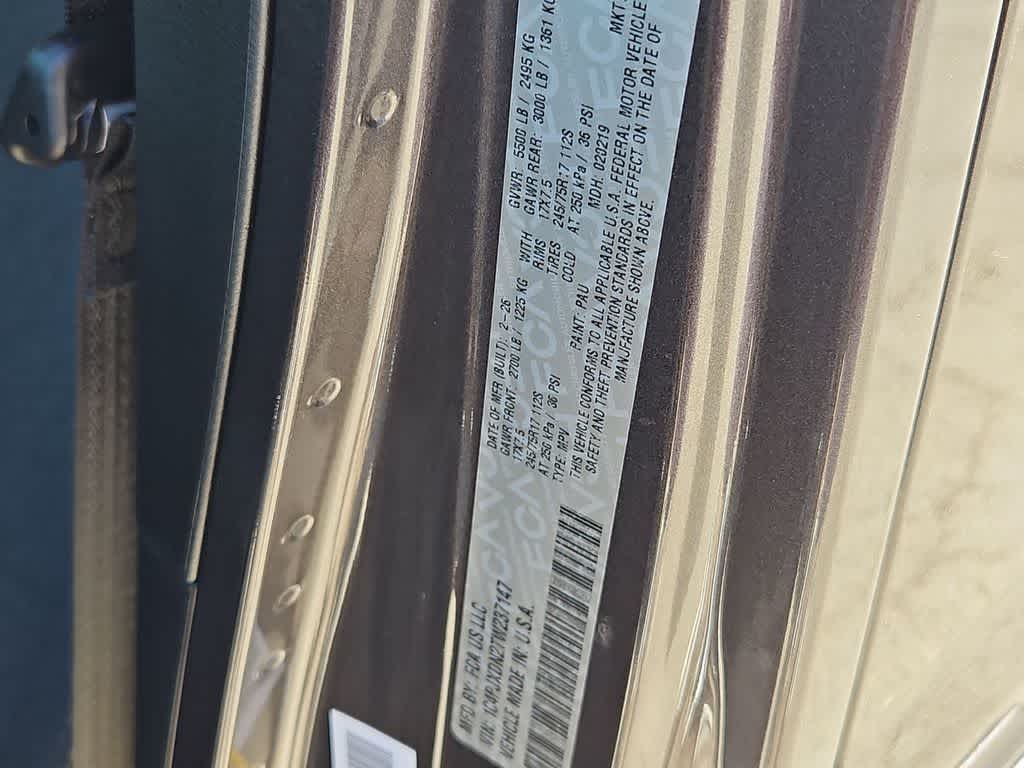 MFD BY: FCA US LLC
DATE OF MFR (BUILT): 2-26
GVWR: 5500 LB / 2495 KG
GAWR FRONT: 2700 LB / 1225 KG WITH
GAWR REAR: 3000 LB / 1361 KG
17X7.5 RIMS 17X7.5
245/75R17 112S TIRES 245/75R17 112S
AT 250 kPa / 36 PSI COLD AT 250 kPa / 36 PSI
TYPE: MPV PAINT: PAU MDH: 020219 MKT
THIS VEHICLE CONFORMS TO ALL APPLICABLE U.S.A. FEDERAL MOTOR VEHICLE
SAFETY AND THEFT PREVENTION STANDARDS IN EFFECT ON THE DATE OF
MANUFACTURE SHOWN ABOVE.
VEHICLE MADE IN: U.S.A.